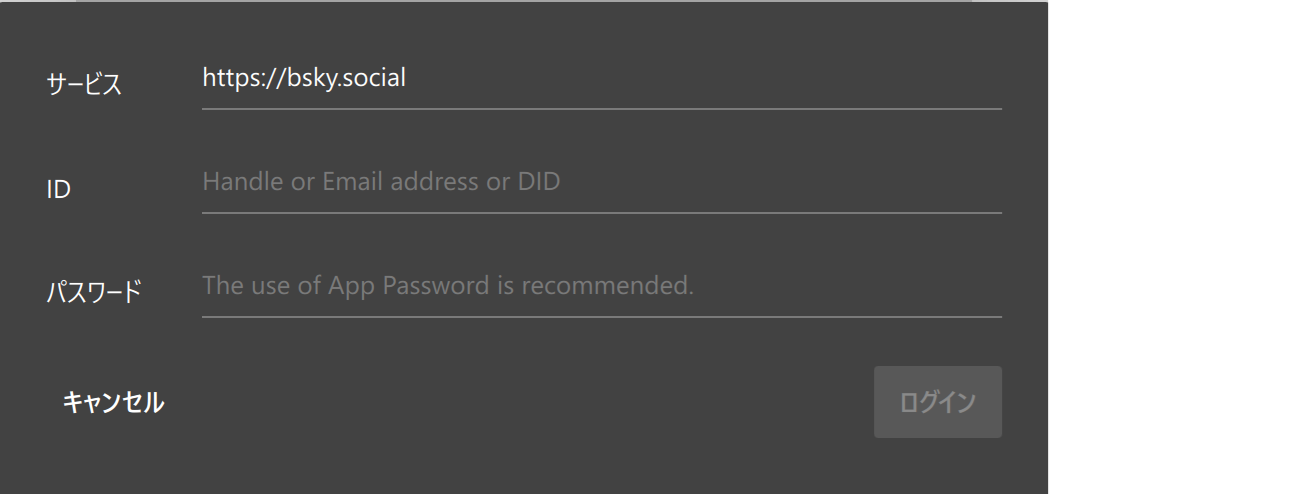 サービス https://bsky.social
ID Handle or Email address or DID
パスワード The use of App Password is recommended.
キャンセル ログイン